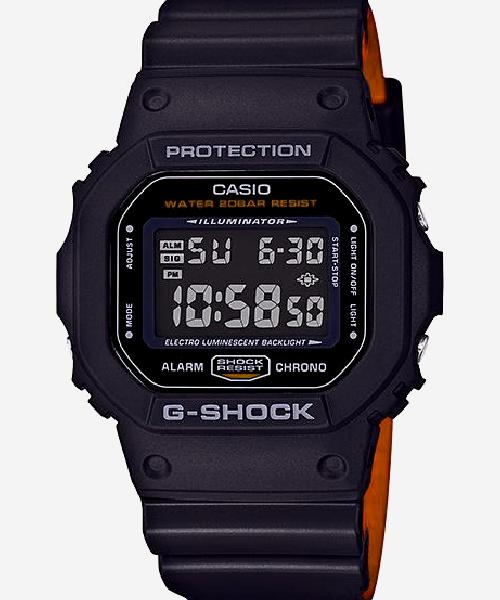 PROTECTION
CASIO
WATER 20BAR RESIST
ILLUMINATOR
ADJUST
MODE
ALM
SIG
PM
SU 6-30
10:58 50
START·STOP
LIGHT ON/OFF
LIGHT
ELECTRO LUMINESCENT BACKLIGHT
ALARM
SHOCK
RESIST
CHRONO
G-SHOCK